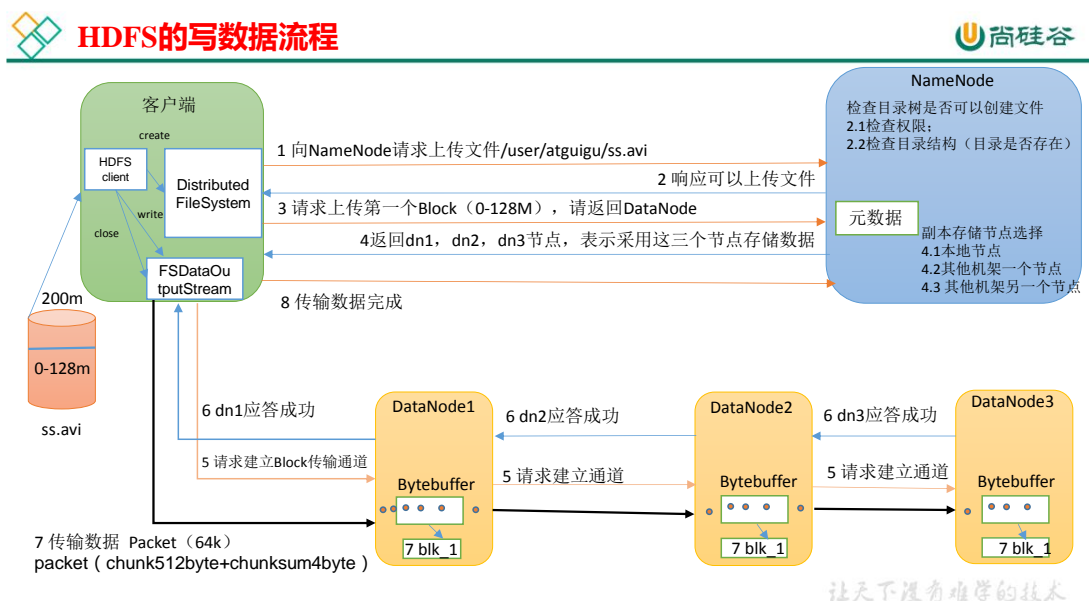 HDFS的写数据流程
尚硅谷
客户端
create
HDFS
client
Distributed
FileSystem
write
close
FSDataOu
tputStream
1 向NameNode请求上传文件/user/atguigu/ss.avi
2 响应可以上传文件
3 请求上传第一个Block（0-128M），请返回DataNode
4返回dn1，dn2，dn3节点，表示采用这三个节点存储数据
8 传输数据完成
NameNode
检查目录树是否可以创建文件
2.1检查权限；
2.2检查目录结构（目录是否存在）
元数据
副本存储节点选择
4.1本地节点
4.2其他机架一个节点
4.3 其他机架另一个节点
200m
0-128m
ss.avi
6 dn1应答成功
5 请求建立Block传输通道
DataNode1
Bytebuffer
7 blk_1
6 dn2应答成功
5 请求建立通道
DataNode2
Bytebuffer
7 blk_1
6 dn3应答成功
5 请求建立通道
DataNode3
Bytebuffer
7 blk_1
7 传输数据 Packet（64k）
packet（chunk512byte+chunksum4byte）
让天下没有难学的技术